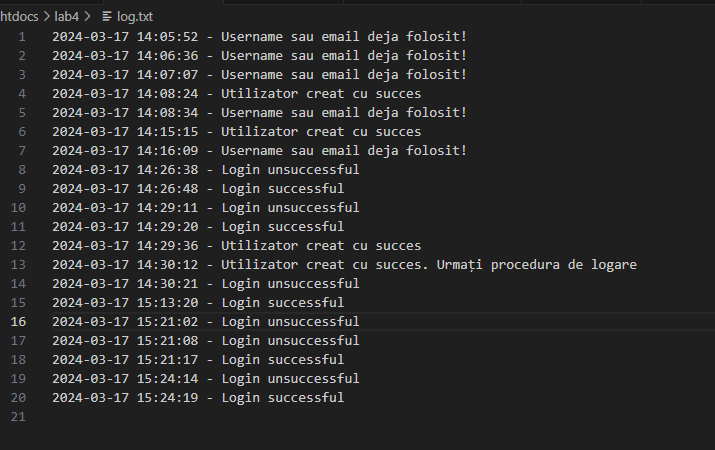 htdocs > lab4 > log.txt
1 2024-03-17 14:05:52 - Username sau email deja folosit!
2 2024-03-17 14:06:36 - Username sau email deja folosit!
3 2024-03-17 14:07:07 - Username sau email deja folosit!
4 2024-03-17 14:08:24 - Utilizator creat cu succes
5 2024-03-17 14:08:34 - Username sau email deja folosit!
6 2024-03-17 14:15:15 - Utilizator creat cu succes
7 2024-03-17 14:16:09 - Username sau email deja folosit!
8 2024-03-17 14:26:38 - Login unsuccessful
9 2024-03-17 14:26:48 - Login successful
10 2024-03-17 14:29:11 - Login unsuccessful
11 2024-03-17 14:29:20 - Login successful
12 2024-03-17 14:29:36 - Utilizator creat cu succes
13 2024-03-17 14:30:12 - Utilizator creat cu succes. Urmați procedura de logare
14 2024-03-17 14:30:21 - Login unsuccessful
15 2024-03-17 15:13:20 - Login successful
16 2024-03-17 15:21:02 - Login unsuccessful
17 2024-03-17 15:21:08 - Login unsuccessful
18 2024-03-17 15:21:17 - Login successful
19 2024-03-17 15:24:14 - Login unsuccessful
20 2024-03-17 15:24:19 - Login successful
21